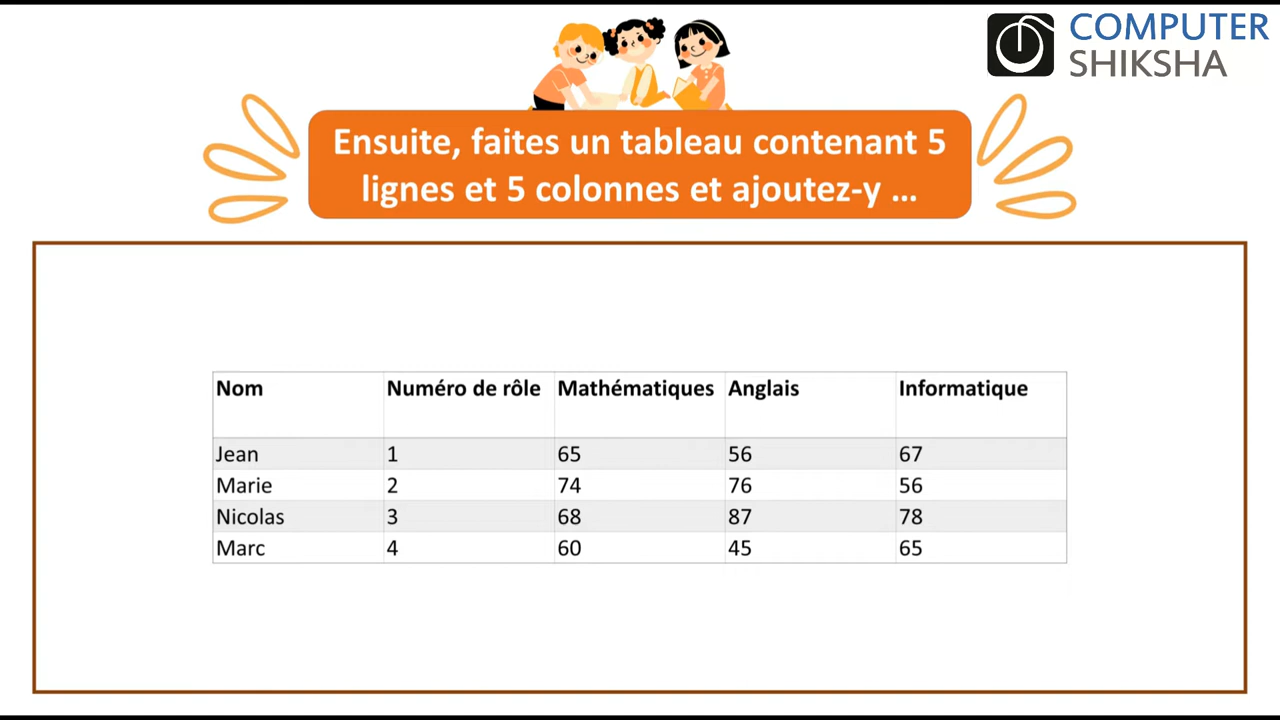 COMPUTER
SHIKSHA
Ensuite, faites un tableau contenant 5
lignes et 5 colonnes et ajoutez-y ...
Nom Numéro de rôle Mathématiques Anglais Informatique
Jean 1 65 56 67
Marie 2 74 76 56
Nicolas 3 68 87 78
Marc 4 60 45 65